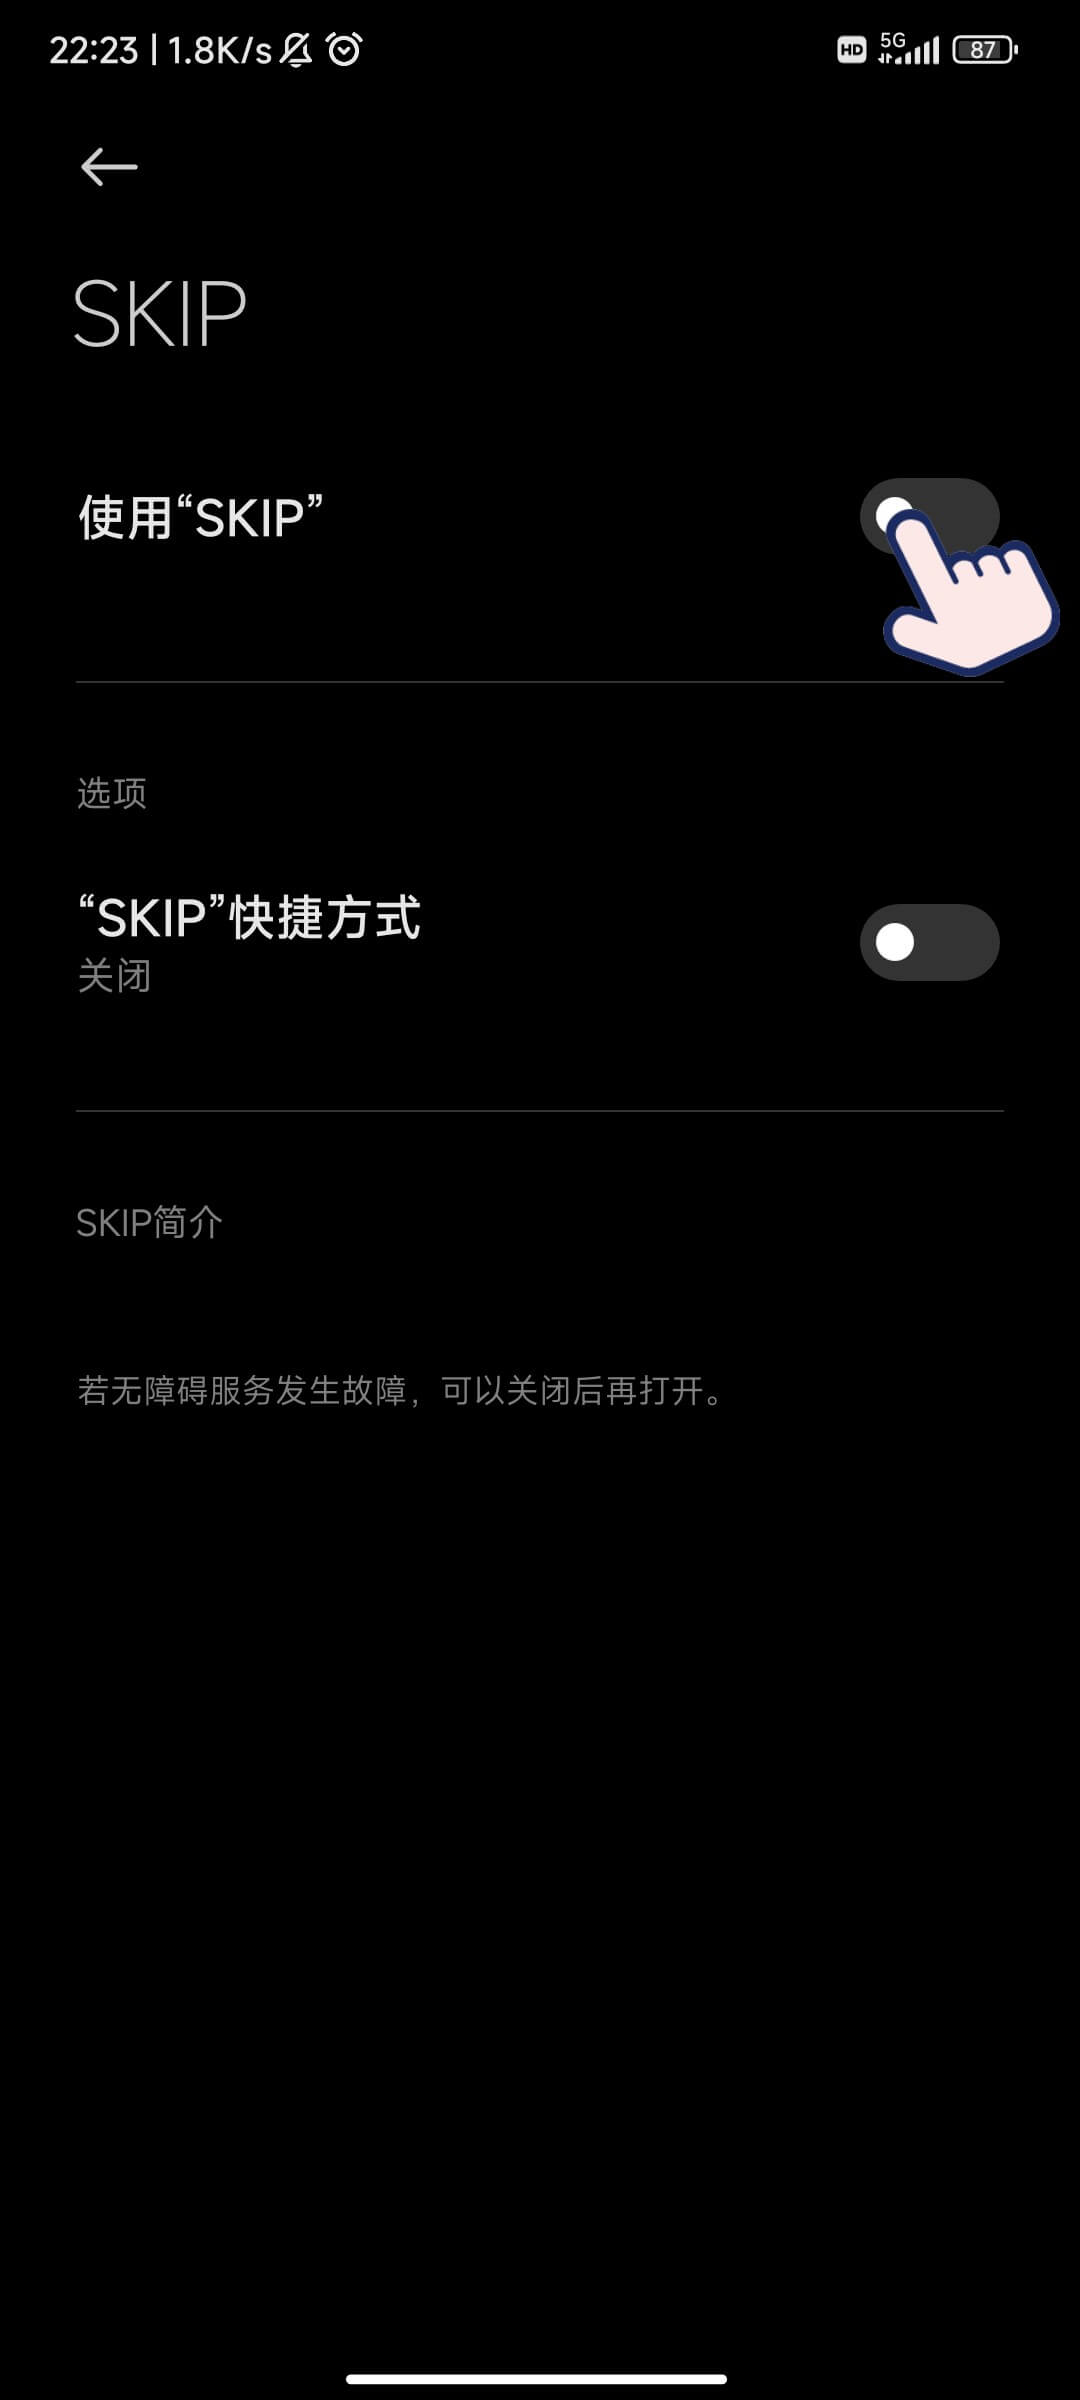 22:23 | 1.8K/s
HD 5G 87
SKIP
使用“SKIP”
选项
“SKIP”快捷方式
关闭
SKIP简介
若无障碍服务发生故障，可以关闭后再打开。